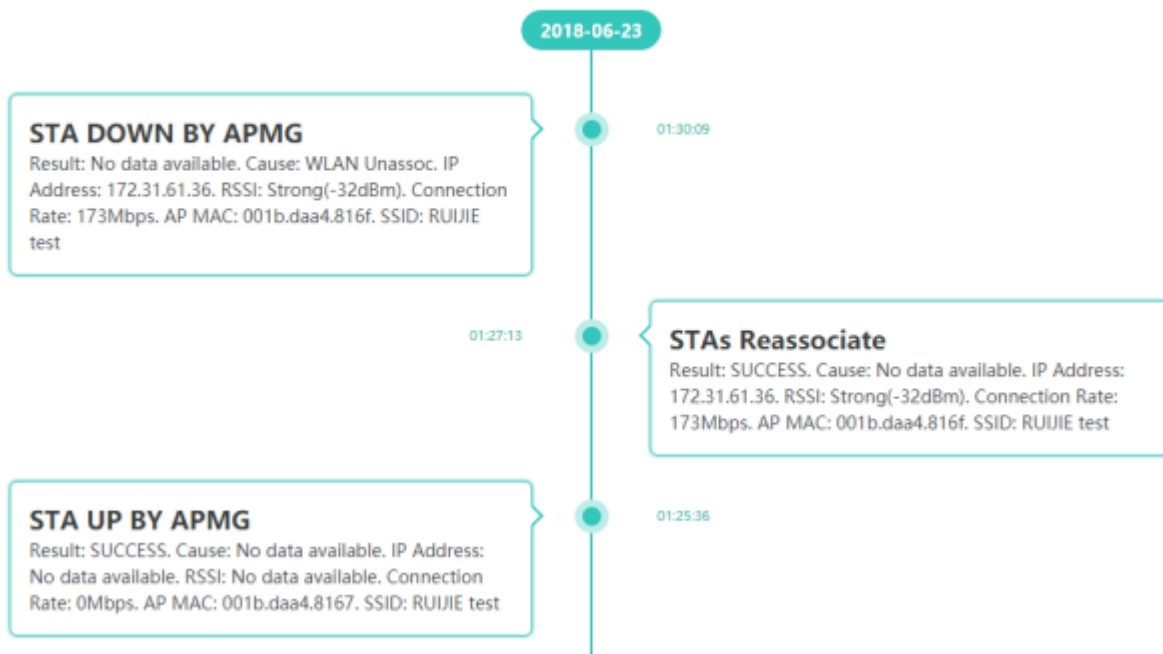 2018-06-23
STA DOWN BY APMG
Result: No data available. Cause: WLAN Unassoc. IP
Address: 172.31.61.36. RSSI: Strong(-32dBm). Connection
Rate: 173Mbps. AP MAC: 001b.daa4.816f. SSID: RUIJIE
test
01:30:09
01:27:13
STAs Reassociate
Result: SUCCESS. Cause: No data available. IP Address:
172.31.61.36. RSSI: Strong(-32dBm). Connection Rate:
173Mbps. AP MAC: 001b.daa4.816f. SSID: RUIJIE test
STA UP BY APMG
Result: SUCCESS. Cause: No data available. IP Address:
No data available. RSSI: No data available. Connection
Rate: 0Mbps. AP MAC: 001b.daa4.8167. SSID: RUIJIE test
01:25:36